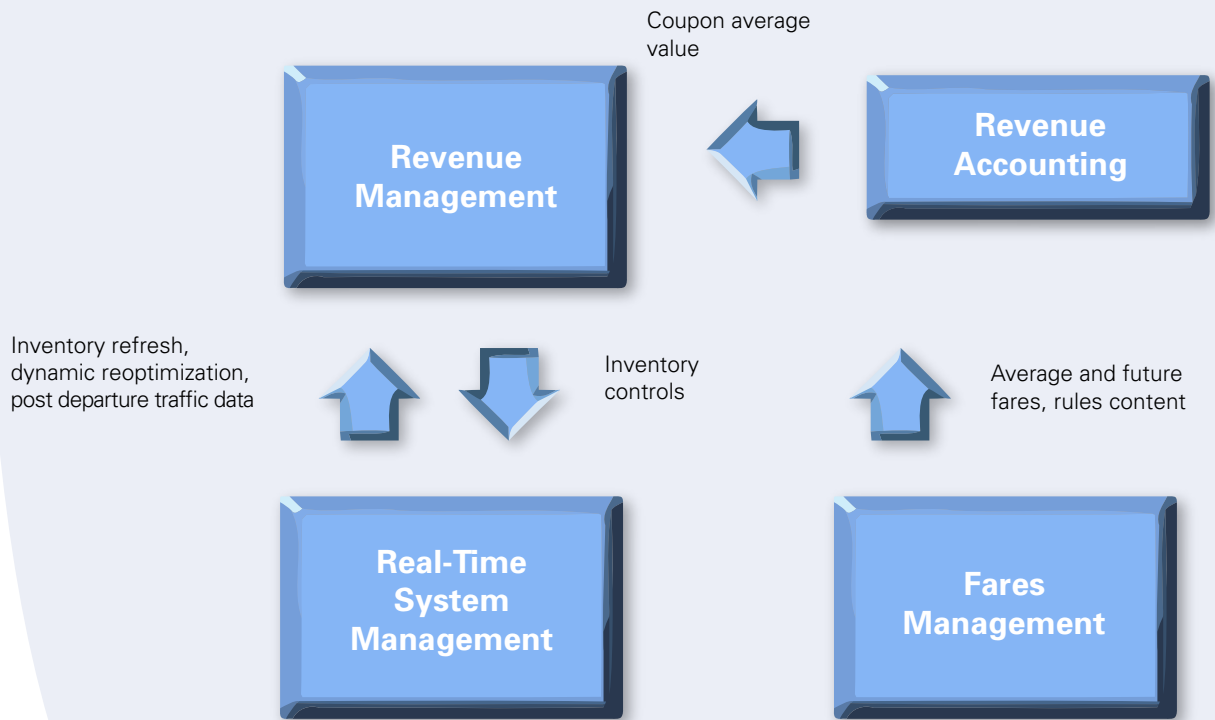 Coupon average
value
Revenue
Management
Revenue
Accounting
Inventory refresh,
dynamic reoptimization,
post departure traffic data
Inventory
controls
Average and future
fares, rules content
Real-Time
System
Management
Fares
Management